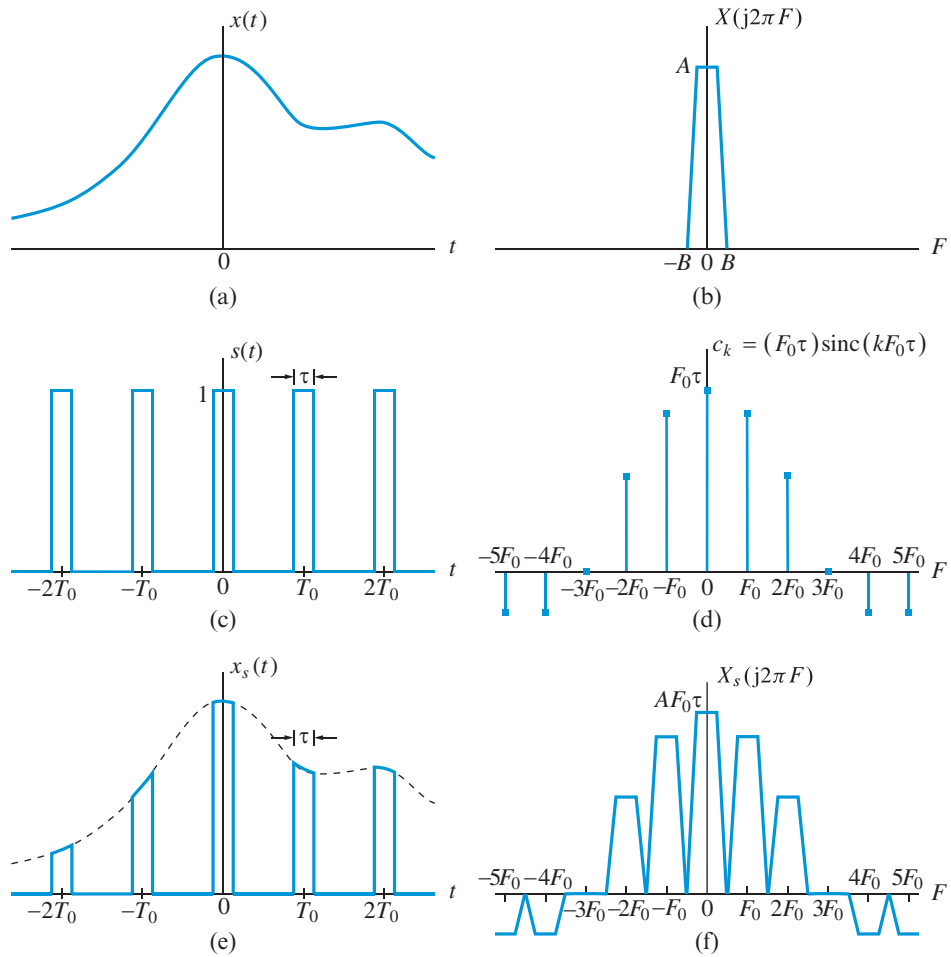 x(t)
t
0
(a)
X(j2πF)
A
−B 0 B
F
(b)
s(t)
τ
1
−2T₀ −T₀ 0 T₀ 2T₀
t
(c)
cₖ = (F₀τ)sinc(kF₀τ)
F₀τ
−5F₀ −4F₀ −3F₀ −2F₀ −F₀ 0 F₀ 2F₀ 3F₀ 4F₀ 5F₀
F
(d)
xₛ(t)
τ
−2T₀ −T₀ 0 T₀ 2T₀
t
(e)
Xₛ(j2πF)
AF₀τ
−5F₀ −4F₀ −3F₀ −2F₀ −F₀ 0 F₀ 2F₀ 3F₀ 4F₀ 5F₀
F
(f)